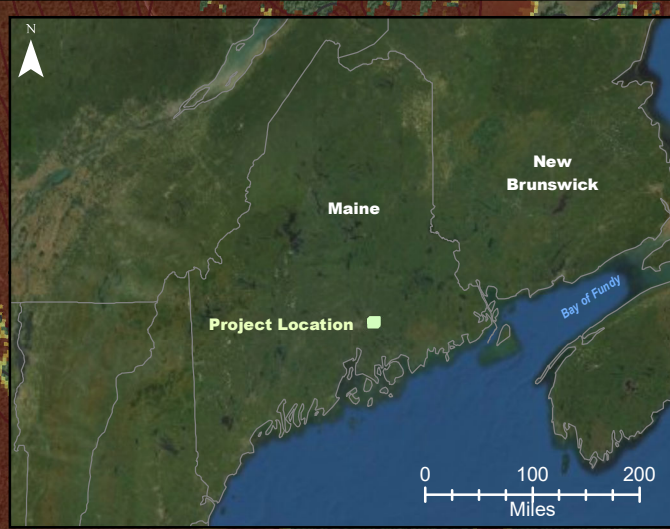 N
New
Brunswick
Maine
Bay of Fundy
Project Location
0 100 200
Miles